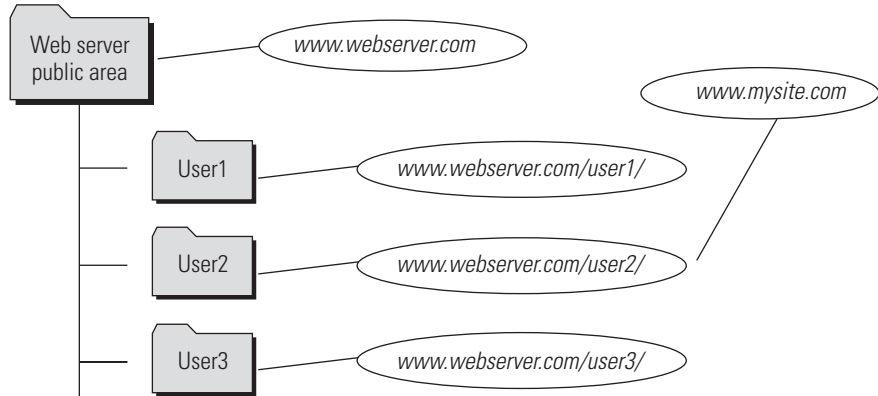 Web server
public area
www.webserver.com
www.mysite.com
User1
www.webserver.com/user1/
User2
www.webserver.com/user2/
User3
www.webserver.com/user3/